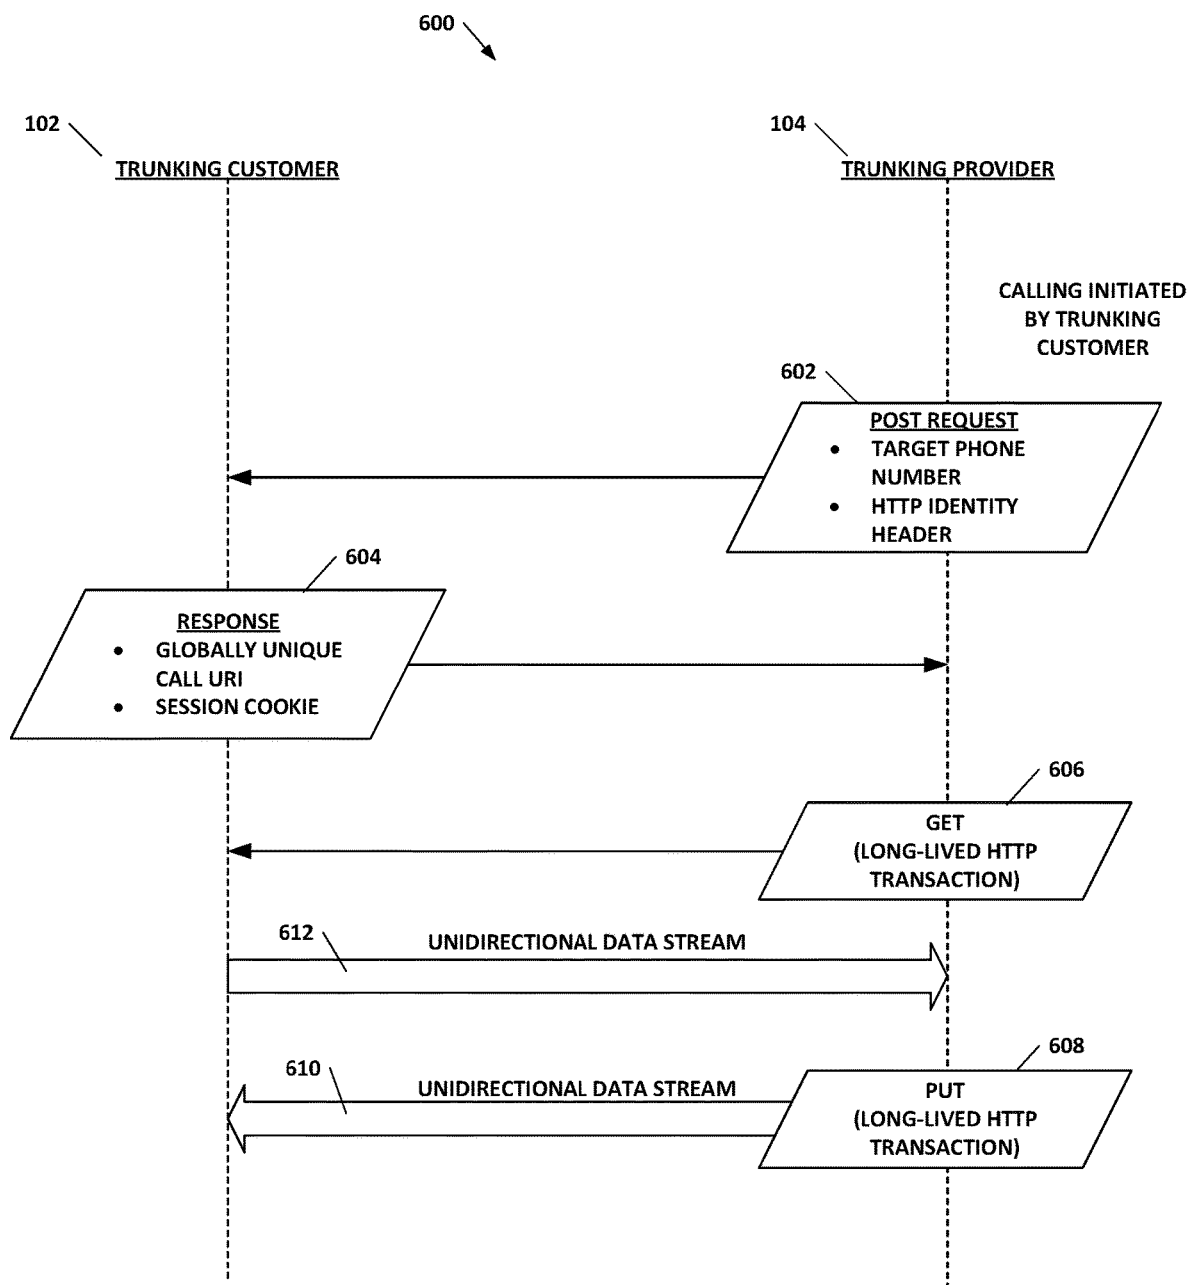 600
102
104
TRUNKING CUSTOMER
TRUNKING PROVIDER
CALLING INITIATED
BY TRUNKING
CUSTOMER
602
POST REQUEST
• TARGET PHONE
NUMBER
• HTTP IDENTITY
HEADER
604
RESPONSE
• GLOBALLY UNIQUE
CALL URI
• SESSION COOKIE
606
GET
(LONG-LIVED HTTP
TRANSACTION)
612
UNIDIRECTIONAL DATA STREAM
608
610
UNIDIRECTIONAL DATA STREAM
PUT
(LONG-LIVED HTTP
TRANSACTION)